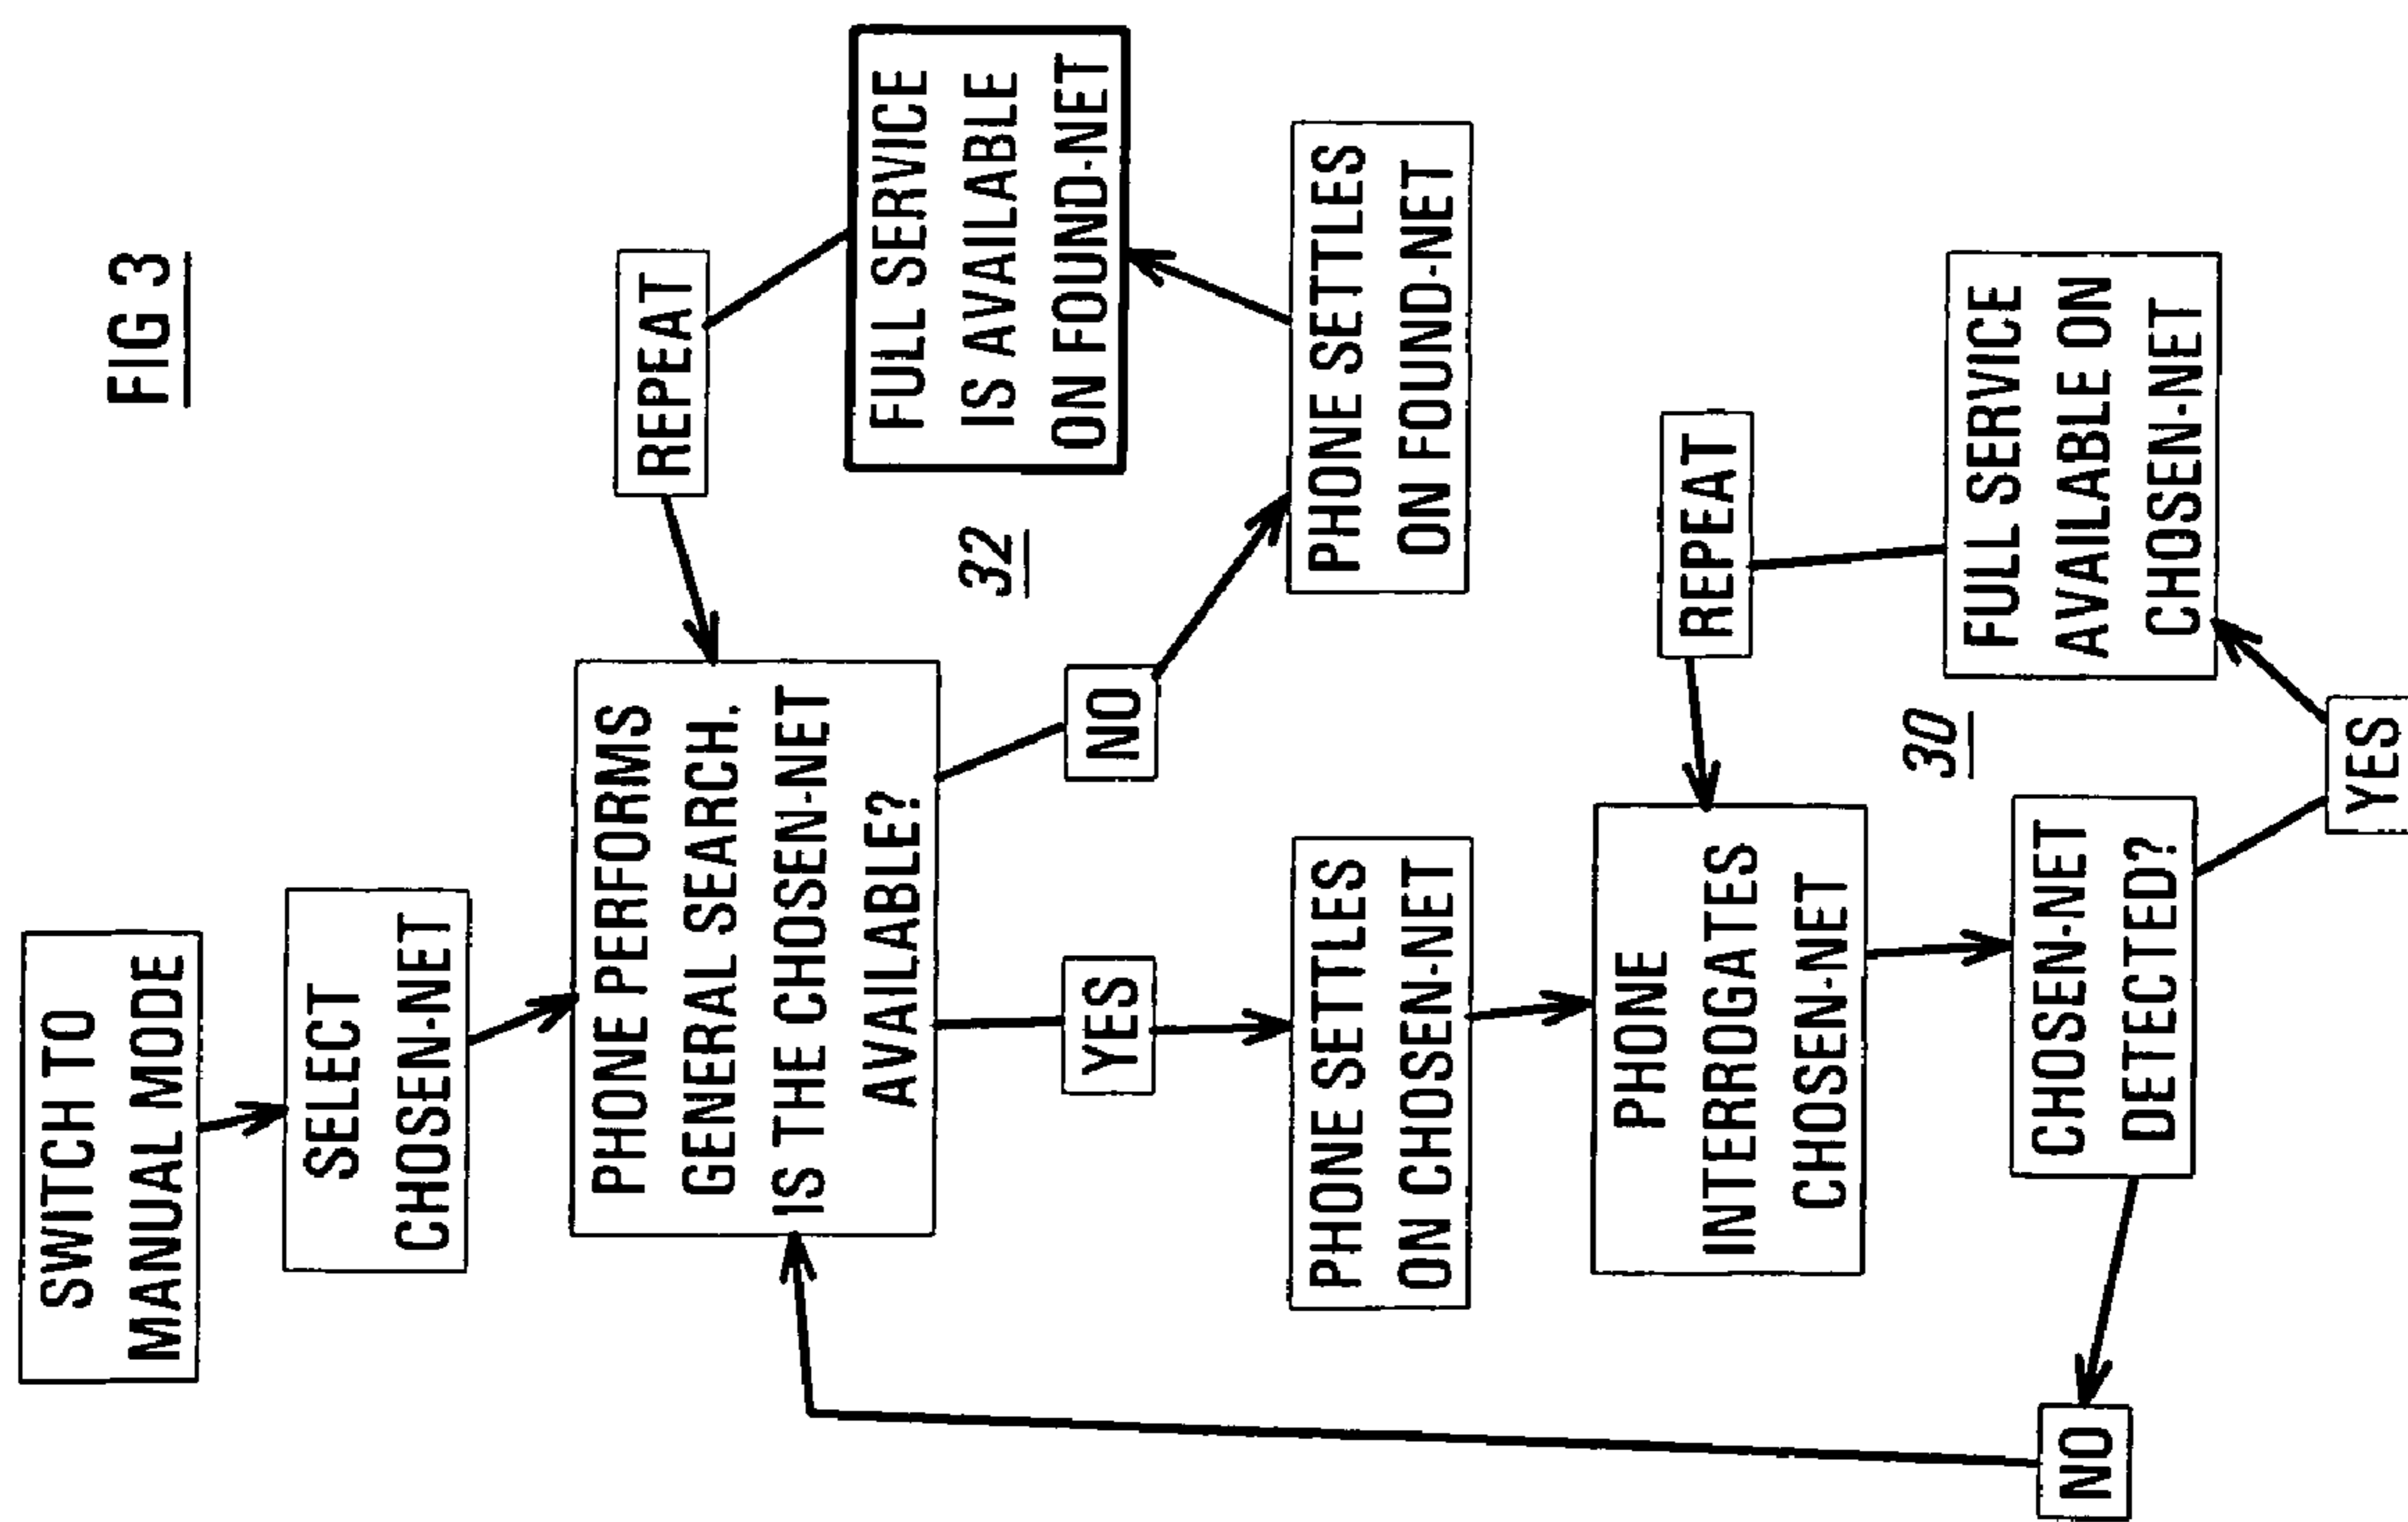 FIG 3
SWITCH TO
MANUAL MODE
SELECT
CHOSEN-NET
PHONE PERFORMS
GENERAL SEARCH.
IS THE CHOSEN-NET
AVAILABLE?
REPEAT
FULL SERVICE
IS AVAILABLE
ON FOUND-NET
32
NO
PHONE SETTLES
ON FOUND-NET
YES
PHONE SETTLES
ON CHOSEN-NET
PHONE
INTERROGATES
CHOSEN-NET
REPEAT
FULL SERVICE
AVAILABLE ON
CHOSEN-NET
30
CHOSEN-NET
DETECTED?
YES
NO